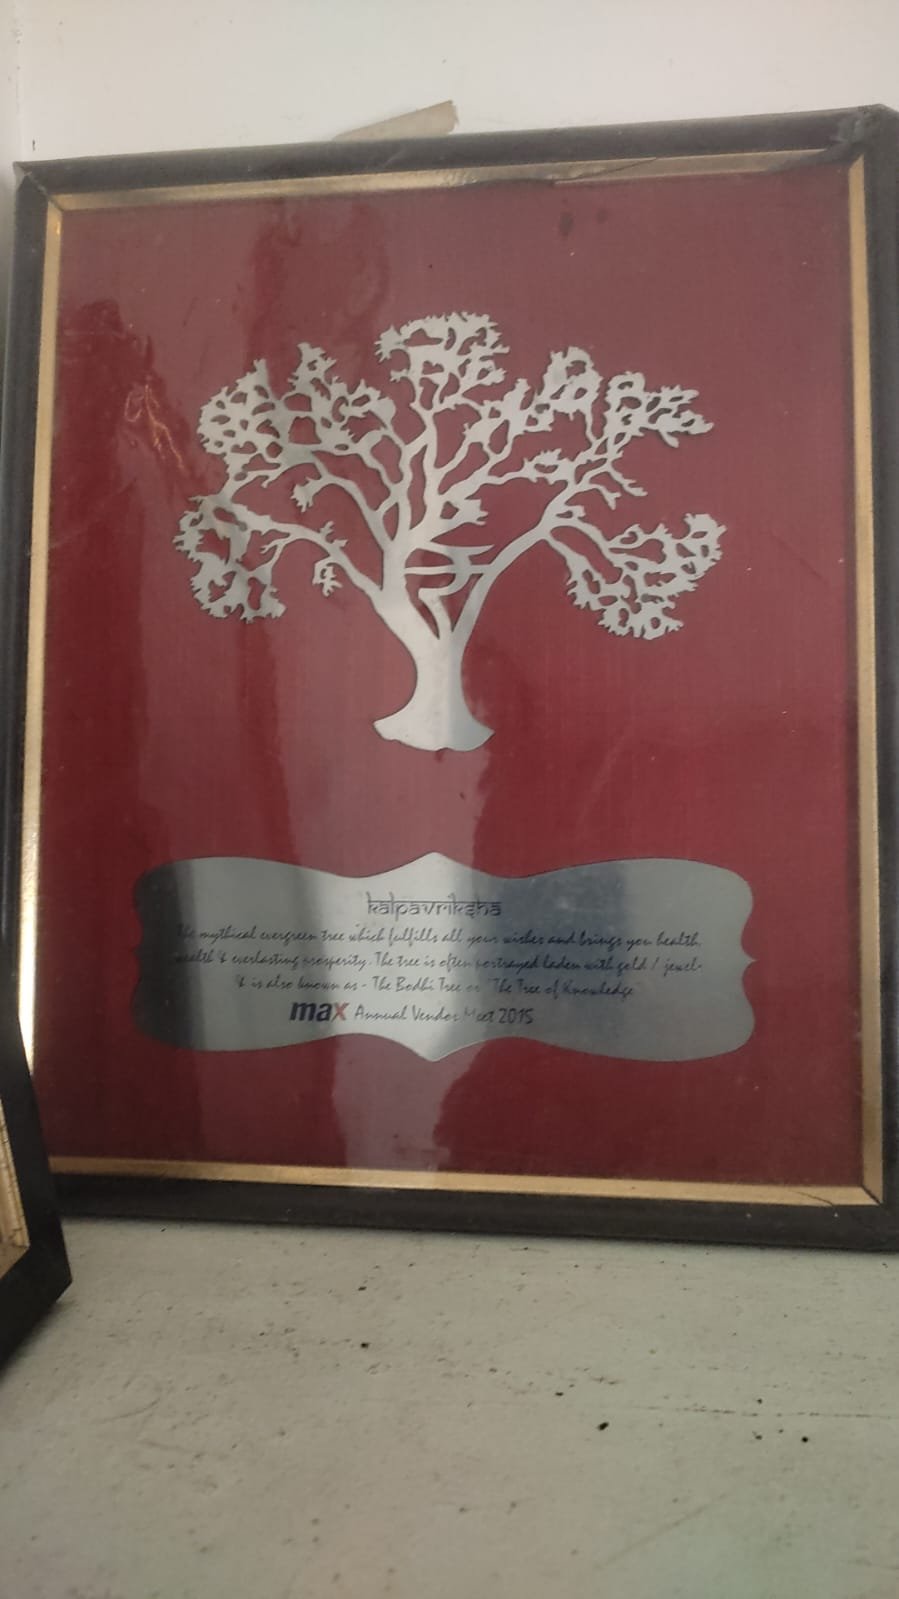 kalpavriksha
The mythical evergreen tree which fulfills all your wishes and brings you health,
wealth & everlasting prosperity. The tree is often portrayed laden with gold / jewel-
& is also known as - The Bodhi Tree or 'The Tree of Knowledge'
max Annual Vendor Meet 2015